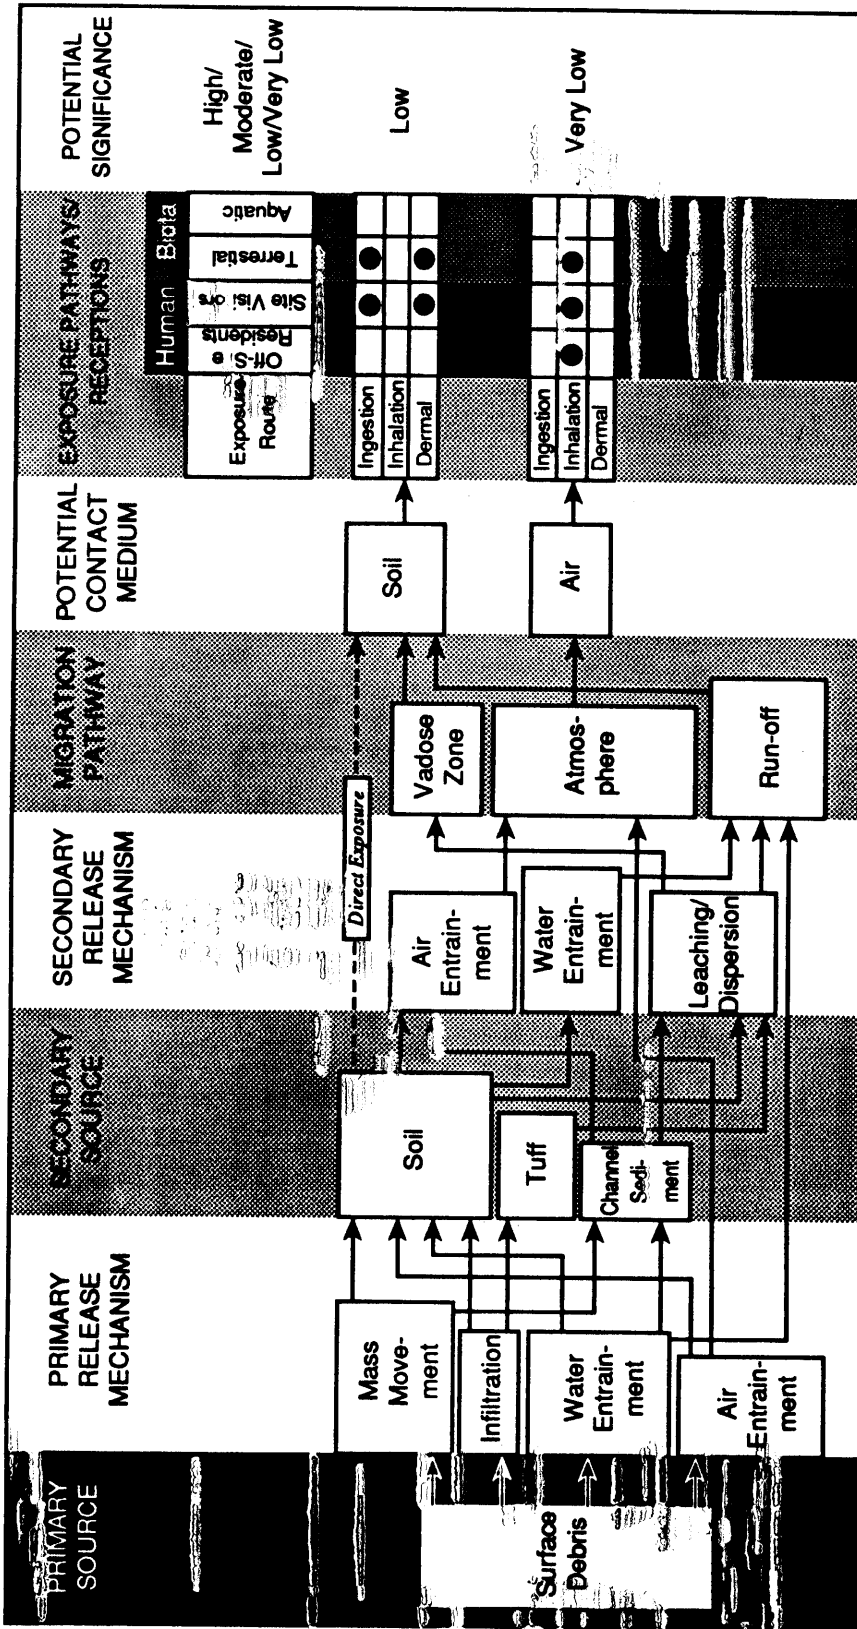 PRIMARY
SOURCE
PRIMARY
RELEASE
MECHANISM
SECONDARY
SOURCE
SECONDARY
RELEASE
MECHANISM
MIGRATION
PATHWAY
POTENTIAL
CONTACT
MEDIUM
EXPOSURE PATHWAYS/
RECEPTIONS
POTENTIAL
SIGNIFICANCE
Human Biota
Exposure
Route
Off-Si e
Residents
Site Visi ors
Terrestial
Aquatic
High/
Moderate/
Low/Very Low
Surface
Debris
Mass
Move-
ment
Infiltration
Water
Entrain-
ment
Air
Entrain-
ment
Soil
Tuff
Channel
Sedi-
ment
Direct Exposure
Air
Entrain-
ment
Water
Entrain-
ment
Leaching/
Dispersion
Vadose
Zone
Atmos-
phere
Run-off
Soil
Air
Ingestion
Inhalation
Dermal
Low
Ingestion
Inhalation
Dermal
Very Low